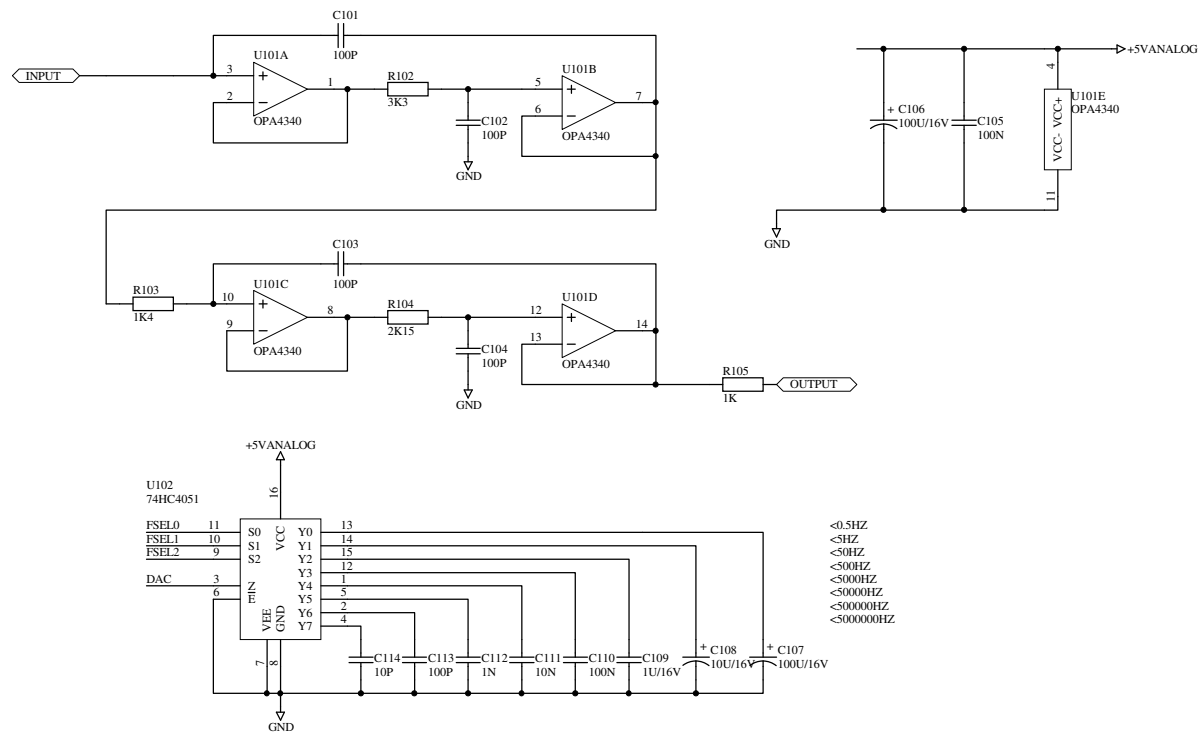 C101
100P
INPUT
U101A
3
+
2
−
1
OPA4340
R102
3K3
C102
100P
GND
U101B
5
+
6
−
7
OPA4340
+5VANALOG
+ C106
100U/16V
C105
100N
4
U101E
OPA4340
VCC- VCC+
11
GND
C103
100P
R103
1K4
U101C
10
+
9
−
8
OPA4340
R104
2K15
C104
100P
GND
U101D
12
+
13
−
14
OPA4340
R105
1K
OUTPUT
+5VANALOG
U102
74HC4051
16
FSEL0 11 S0 VCC Y0 13
FSEL1 10 S1 Y1 14
FSEL2 9 S2 Y2 15
Y3 12
DAC 3 Z Y4 1
6 E Y5 5
Y6 2
Y7 4
VEE
GND
7
8
C114
10P
C113
100P
C112
1N
C111
10N
C110
100N
C109
1U/16V
+ C108
10U/16V
+ C107
100U/16V
GND
<0.5HZ
<5HZ
<50HZ
<500HZ
<5000HZ
<50000HZ
<500000HZ
<5000000HZ